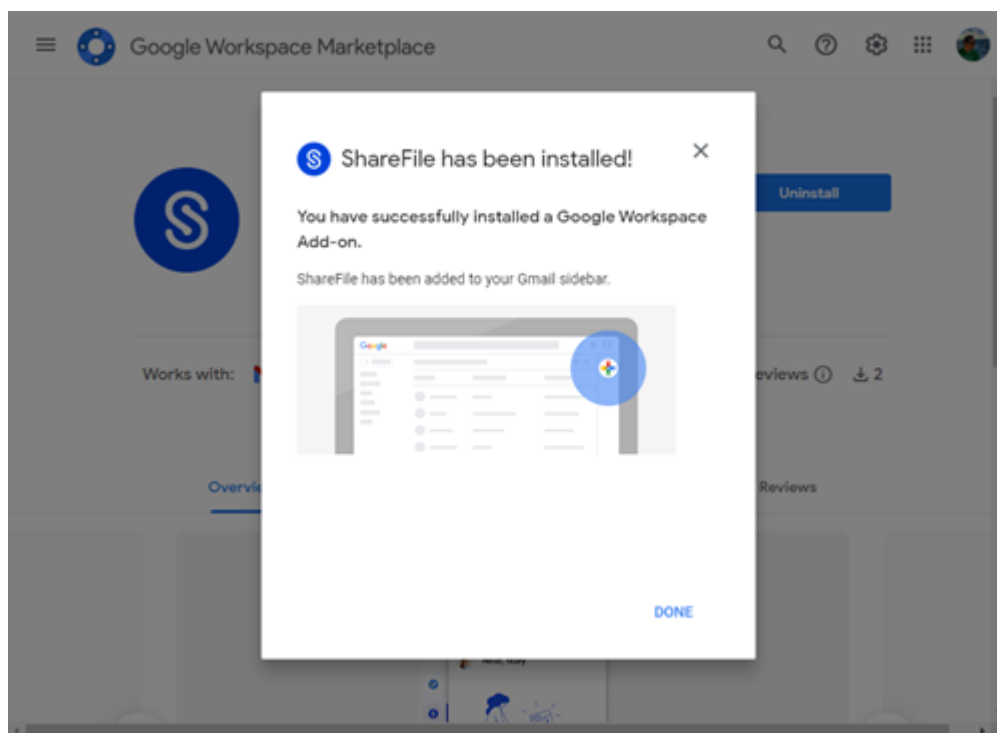 Google Workspace Marketplace
ShareFile has been installed!
Uninstall
You have successfully installed a Google Workspace
Add-on.
ShareFile has been added to your Gmail sidebar.
Google
Works with:
eviews
2
Overvie
Reviews
DONE